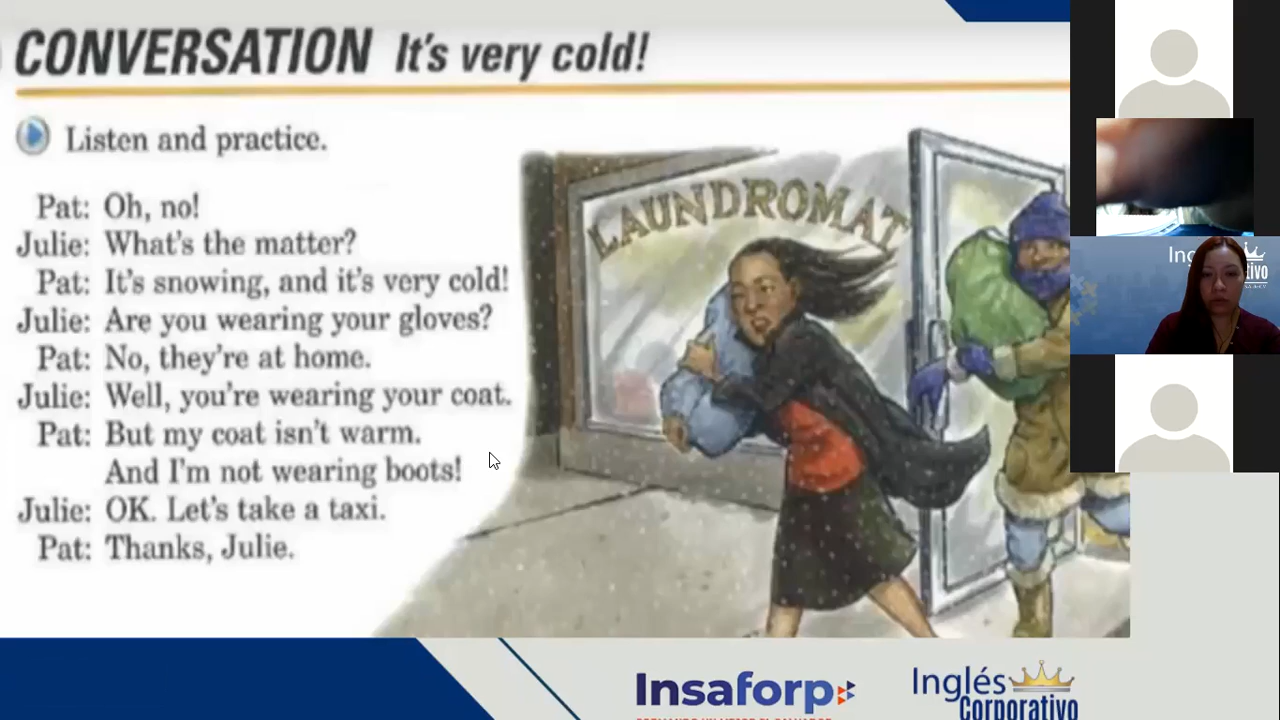 CONVERSATION It's very cold!
Listen and practice.
Pat: Oh, no!
Julie: What's the matter?
Pat: It's snowing, and it's very cold!
Julie: Are you wearing your gloves?
Pat: No, they're at home.
Julie: Well, you're wearing your coat.
Pat: But my coat isn't warm.
And I'm not wearing boots!
Julie: OK. Let's take a taxi.
Pat: Thanks, Julie.
LAUNDROMAT
Insaforp
Inglés
Corporativo